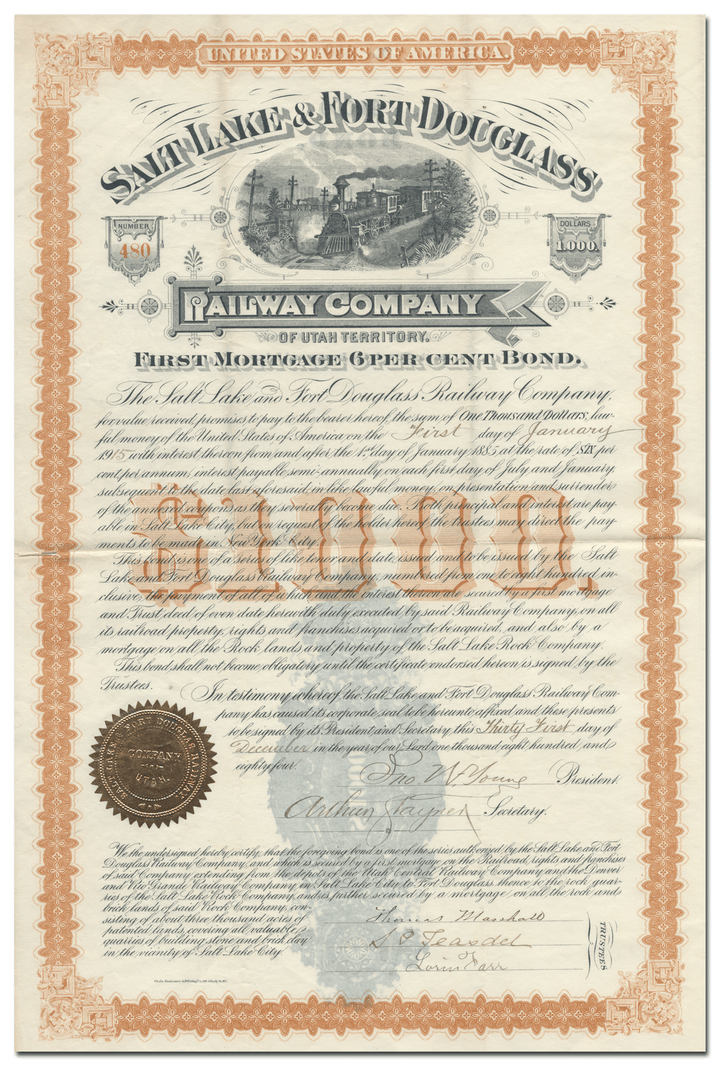 UNITED STATES OF AMERICA.
SALT LAKE & FORT DOUGLASS
NUMBER
480
DOLLARS
1,000.
RAILWAY COMPANY
OF UTAH TERRITORY.
FIRST MORTGAGE 6 PER CENT BOND.
The Salt Lake and Fort Douglass Railway Company,
for value received, promises to pay to the bearer hereof, the sum of ONE THOUSAND DOLLARS, law-
ful money of the United States of America on the First day of January
1915 with interest thereon from and after the 1st day of January 1885 at the rate of SIX per
cent per annum, interest payable semi-annually on each first day of July and January
subsequent to the date last aforesaid, in like lawful money, on presentation and surrender
of the annexed coupons as they severally become due. Both principal and interest are pay-
able in Salt Lake City, but on request of the holder hereof the trustees may direct the pay-
ments to be made in New York City.
This bond is one of a series of like tenor and date, issued and to be issued by the Salt
Lake and Fort Douglass Railway Company, numbered from one to eight hundred, in-
clusive, the payment of all of which and the interest thereon are secured by a first mortgage
and Trust deed of even date herewith duly executed by said Railway Company, on all
its railroad property, rights and franchises acquired or to be acquired, and also by a
mortgage on all the Rock lands and property of the Salt Lake Rock Company.
This bond shall not become obligatory until the certificate endorsed hereon is signed by the
Trustees.
$1000.
In testimony whereof, the Salt Lake and Fort Douglass Railway Com-
pany has caused its corporate seal to be hereunto affixed and these presents
to be signed by its President and Secretary, this Thirty First day of
December in the year of our Lord one thousand eight hundred and
eighty four.
SALT LAKE & FORT DOUGLAS RAILWAY
COMPANY
UTAH
Jno W. Young President.
Arthur Stayner Secretary.
We the undersigned hereby certify, that the foregoing bond is one of the series authorized by the Salt Lake and Fort
Douglass Railway Company, and which is secured by a first mortgage on the Railroad, rights and franchises
of said Company extending from the depots of the Utah Central Railway Company and the Denver
and Rio Grande Railway Company, in Salt Lake City to Fort Douglass thence to the rock quar-
ries of the Salt Lake Rock Company, and is further secured by a mortgage on all the rock and
brick lands of said Rock Company, con-
sisting of about three thousand acres of
patented lands, covering all valuable
quarries of building stone and brick clay
in the vicinity of Salt Lake City.
Thomas Marshall
S P Teasdel
Lorin Farr
TRUSTEES